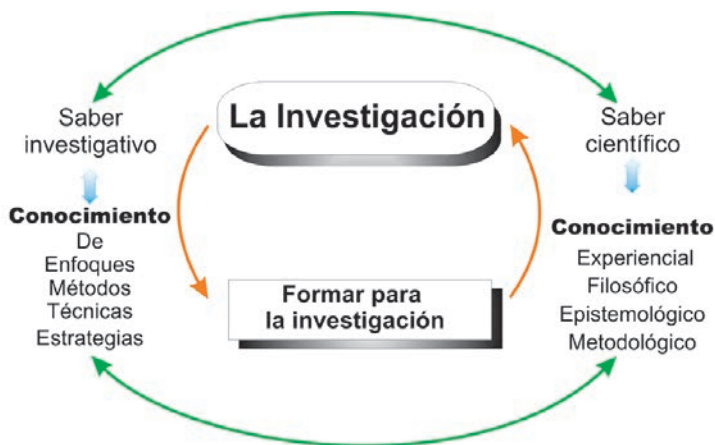 La Investigación
Saber
investigativo
Conocimiento
De
Enfoques
Métodos
Técnicas
Estrategias
Formar para
la investigación
Saber
científico
Conocimiento
Experiencial
Filosófico
Epistemológico
Metodológico